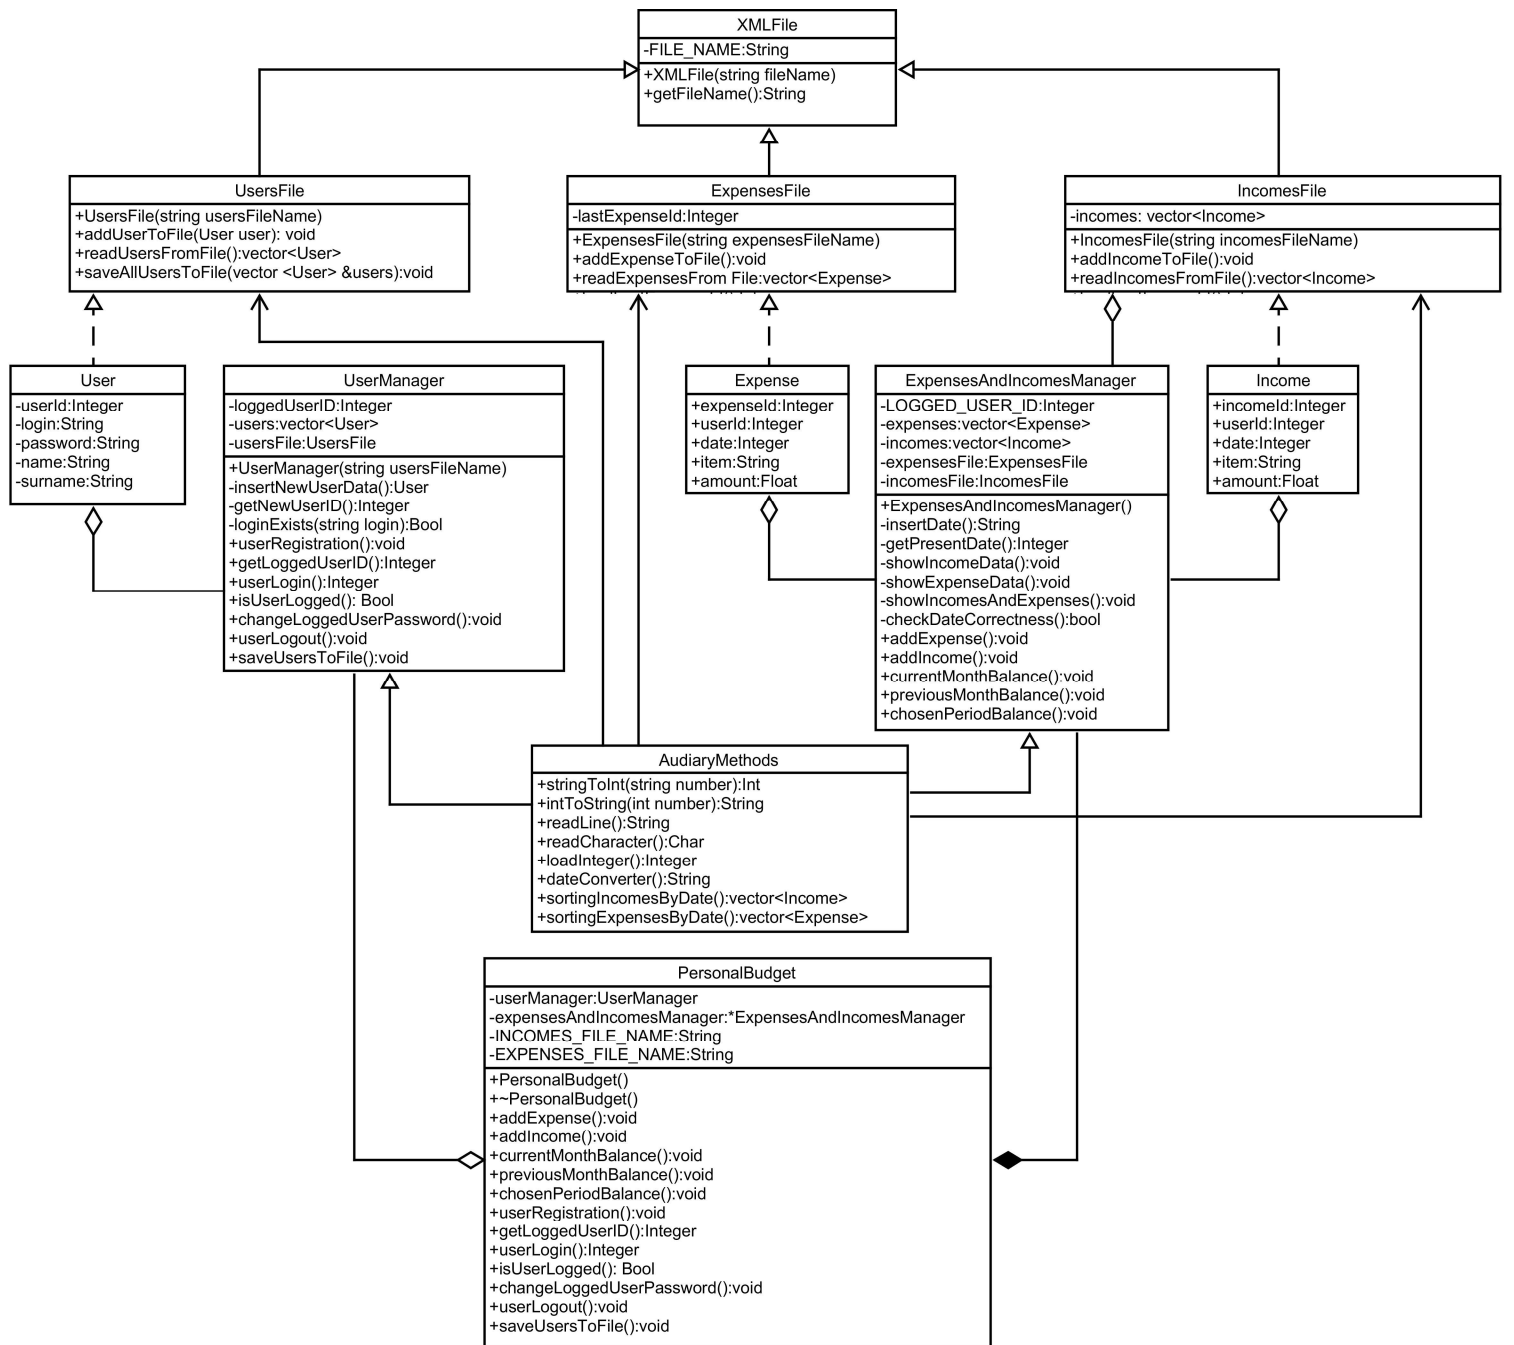 XMLFile
-FILE_NAME:String
+XMLFile(string fileName)
+getFileName():String
UsersFile
+UsersFile(string usersFileName)
+addUserToFile(User user): void
+readUsersFromFile():vector<User>
+saveAllUsersToFile(vector <User> &users):void
ExpensesFile
-lastExpenseId:Integer
+ExpensesFile(string expensesFileName)
+addExpenseToFile():void
+readExpensesFrom File:vector<Expense>
IncomesFile
-incomes: vector<Income>
+IncomesFile(string incomesFileName)
+addIncomeToFile():void
+readIncomesFromFile():vector<Income>
User
-userId:Integer
-login:String
-password:String
-name:String
-surname:String
UserManager
-loggedUserID:Integer
-users:vector<User>
-usersFile:UsersFile
+UserManager(string usersFileName)
-insertNewUserData():User
-getNewUserID():Integer
-loginExists(string login):Bool
+userRegistration():void
+getLoggedUserID():Integer
+userLogin():Integer
+isUserLogged(): Bool
+changeLoggedUserPassword():void
+userLogout():void
+saveUsersToFile():void
Expense
+expenseId:Integer
+userId:Integer
+date:Integer
+item:String
+amount:Float
ExpensesAndIncomesManager
-LOGGED_USER_ID:Integer
-expenses:vector<Expense>
-incomes:vector<Income>
-expensesFile:ExpensesFile
-incomesFile:IncomesFile
+ExpensesAndIncomesManager()
-insertDate():String
-getPresentDate():Integer
-showIncomeData():void
-showExpenseData():void
-showIncomesAndExpenses():void
-checkDateCorrectness():bool
+addExpense():void
+addIncome():void
+currentMonthBalance():void
+previousMonthBalance():void
+chosenPeriodBalance():void
Income
+incomeId:Integer
+userId:Integer
+date:Integer
+item:String
+amount:Float
AudiaryMethods
+stringToInt(string number):Int
+intToString(int number):String
+readLine():String
+readCharacter():Char
+loadInteger():Integer
+dateConverter():String
+sortingIncomesByDate():vector<Income>
+sortingExpensesByDate():vector<Expense>
PersonalBudget
-userManager:UserManager
-expensesAndIncomesManager:*ExpensesAndIncomesManager
-INCOMES_FILE_NAME:String
-EXPENSES_FILE_NAME:String
+PersonalBudget()
+~PersonalBudget()
+addExpense():void
+addIncome():void
+currentMonthBalance():void
+previousMonthBalance():void
+chosenPeriodBalance():void
+userRegistration():void
+getLoggedUserID():Integer
+userLogin():Integer
+isUserLogged(): Bool
+changeLoggedUserPassword():void
+userLogout():void
+saveUsersToFile():void